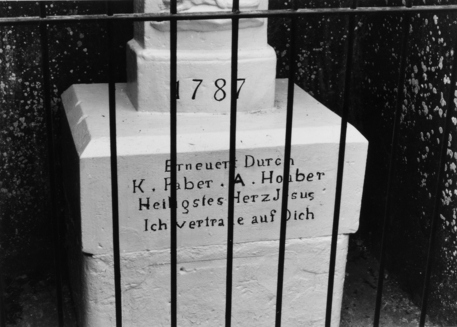 1787
Erneuert Durch
K. Faber. A. Houber
Heiligstes Herz Jesus
Ich vertraue auf Dich